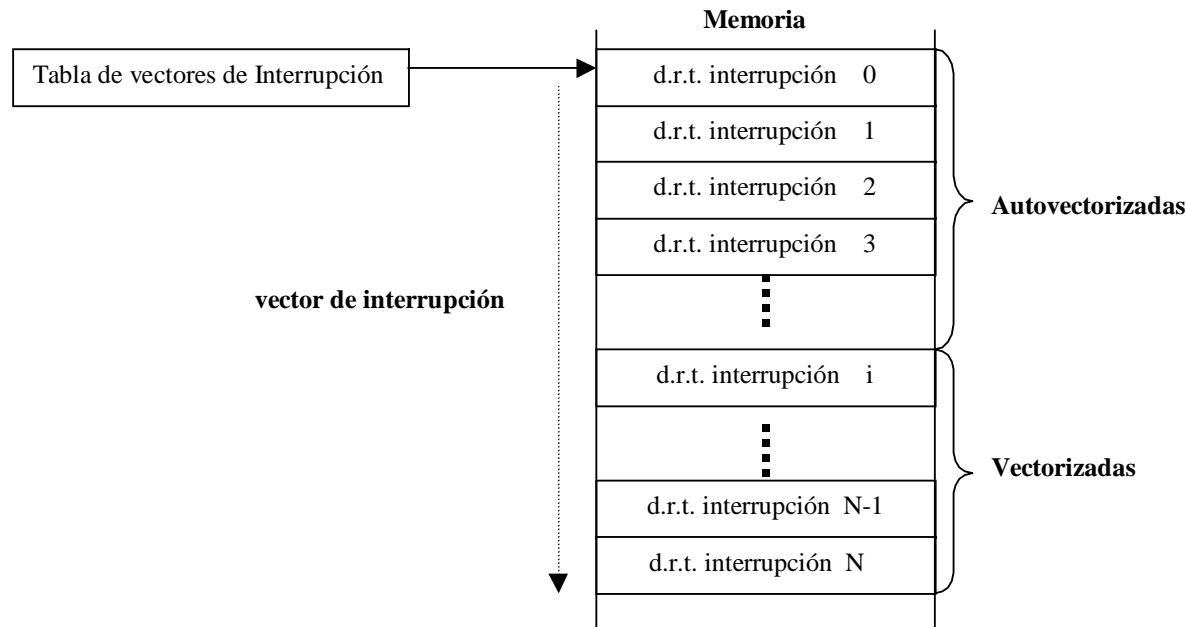 Memoria
Tabla de vectores de Interrupción
d.r.t. interrupción 0
d.r.t. interrupción 1
d.r.t. interrupción 2
d.r.t. interrupción 3
Autovectorizadas
vector de interrupción
d.r.t. interrupción i
Vectorizadas
d.r.t. interrupción N-1
d.r.t. interrupción N